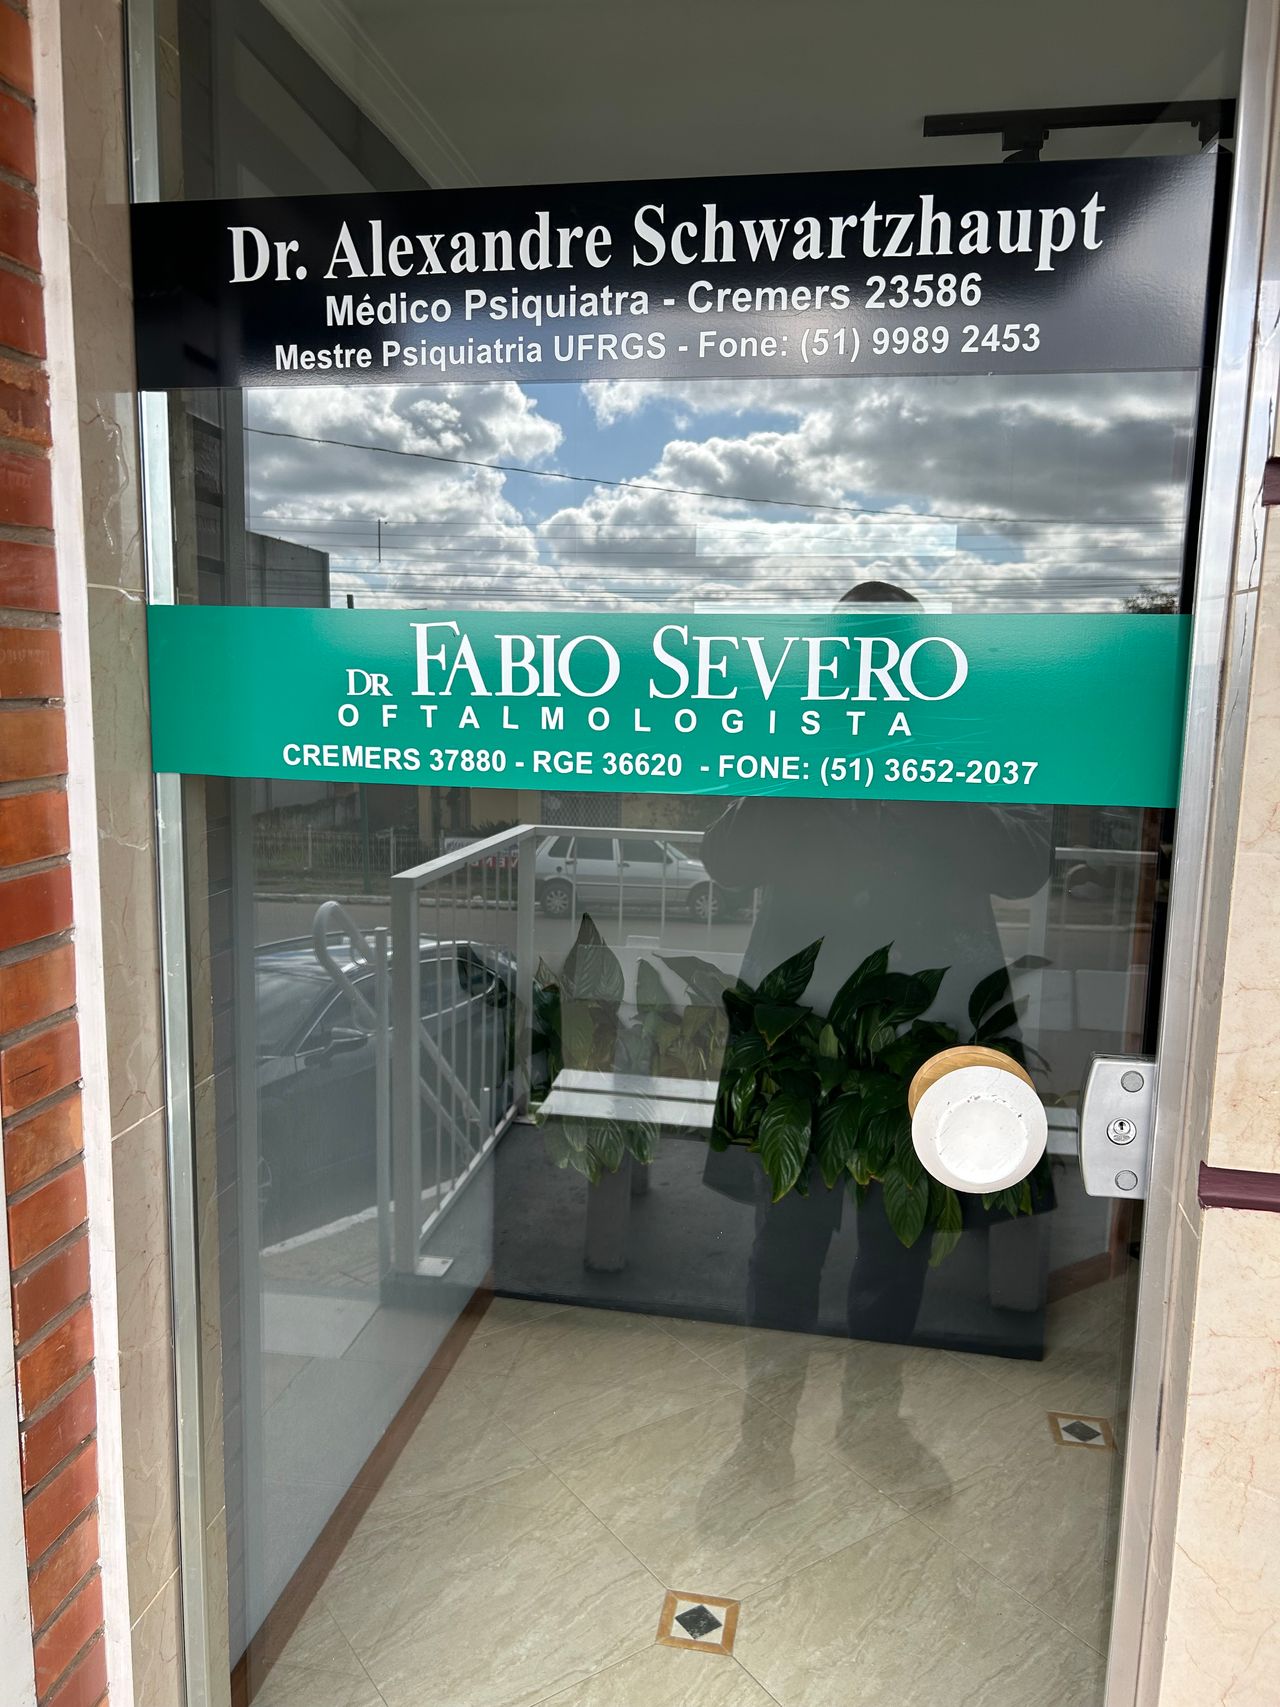 Dr. Alexandre Schwartzhaupt
Médico Psiquiatra - Cremers 23586
Mestre Psiquiatria UFRGS - Fone: (51) 9989 2453
DR FABIO SEVERO
OFTALMOLOGISTA
CREMERS 37880 - RGE 36620 - FONE: (51) 3652-2037